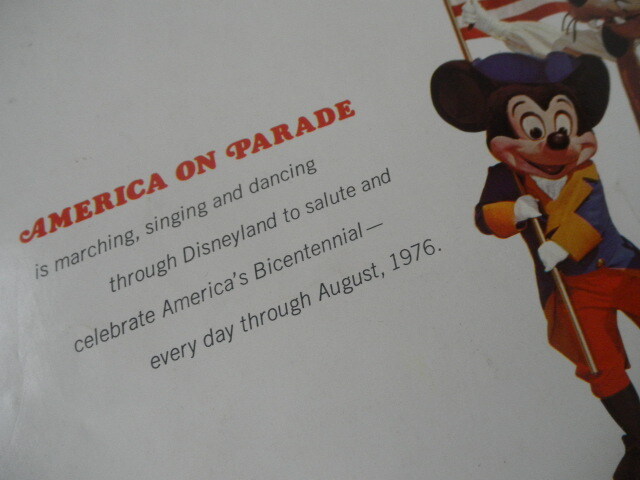 AMERICA ON PARADE
is marching, singing and dancing
through Disneyland to salute and
celebrate America's Bicentennial—
every day through August, 1976.